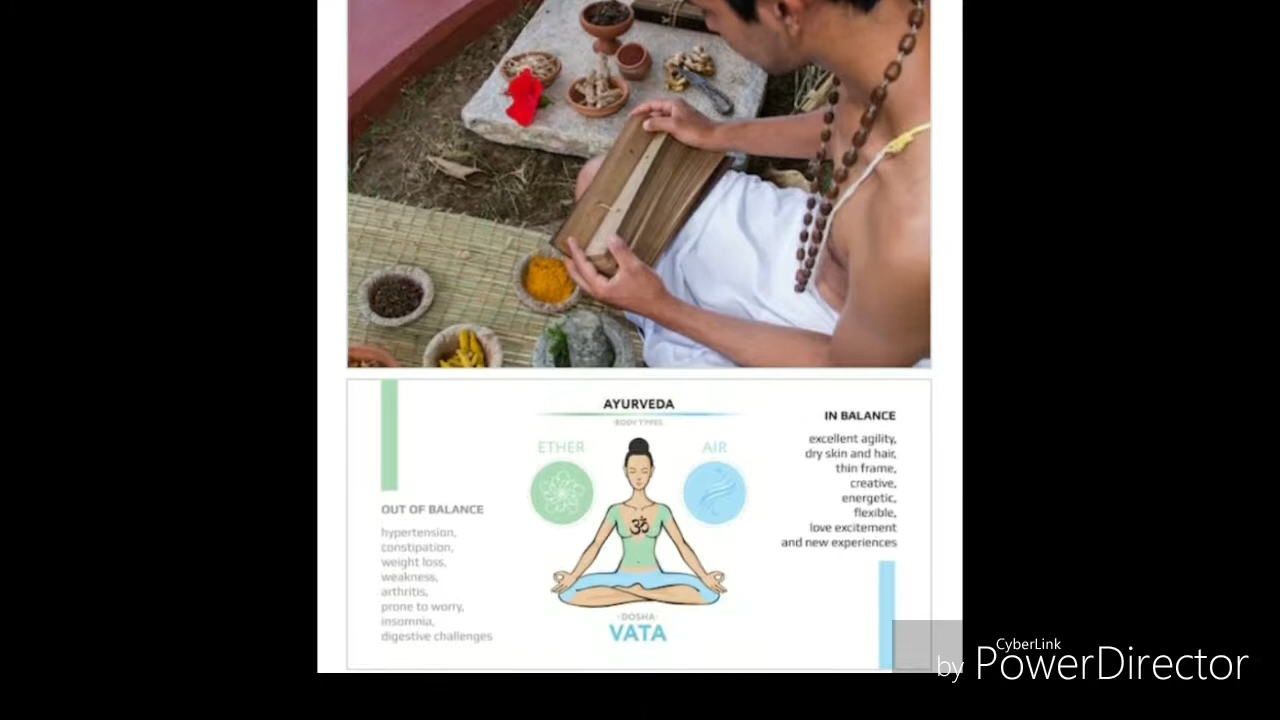 AYURVEDA
BODY TYPES
ETHER
AIR
ॐ
DOSHA
VATA
OUT OF BALANCE
hypertension,
constipation,
weight loss,
weakness,
arthritis,
prone to worry,
insomnia,
digestive challenges
IN BALANCE
excellent agility,
dry skin and hair,
thin frame,
creative,
energetic,
flexible,
love excitement
and new experiences
CyberLink
by PowerDirector